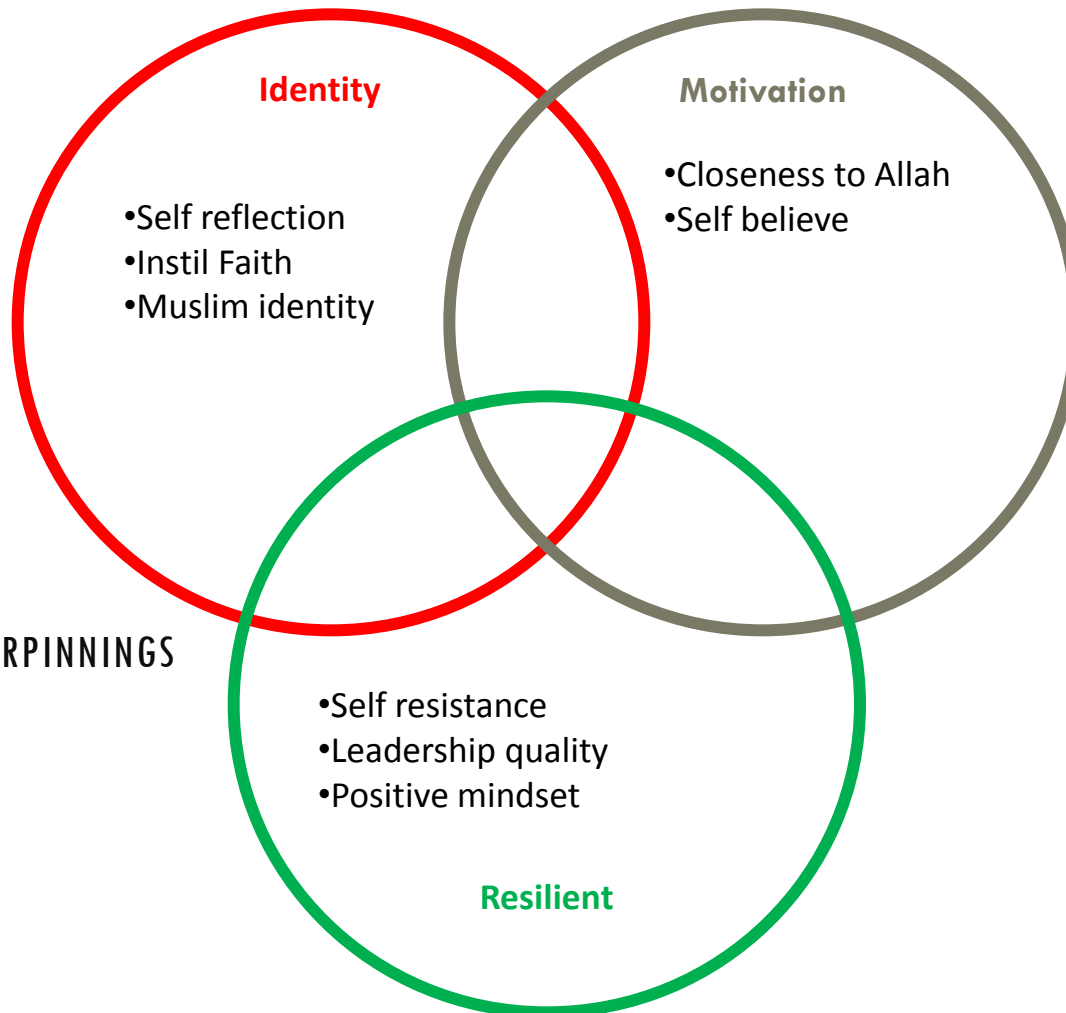 Identity
•Self reflection
•Instil Faith
•Muslim identity
Motivation
•Closeness to Allah
•Self believe
RPINNINGS
•Self resistance
•Leadership quality
•Positive mindset
Resilient